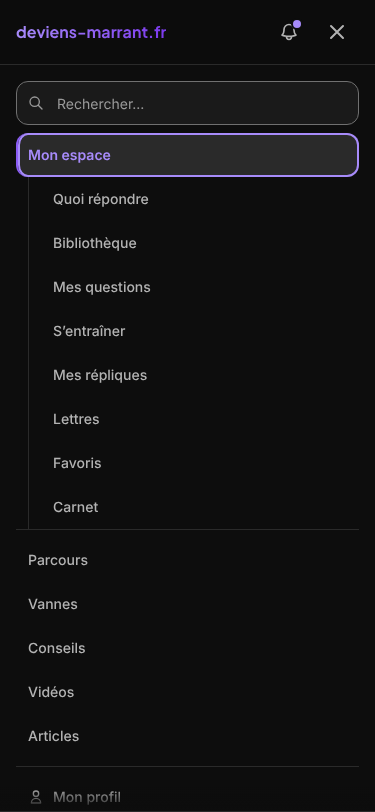 deviens-marrant.fr
Rechercher...
Mon espace
Quoi répondre
Bibliothèque
Mes questions
S’entraîner
Mes répliques
Lettres
Favoris
Carnet
Parcours
Vannes
Conseils
Vidéos
Articles
Mon profil